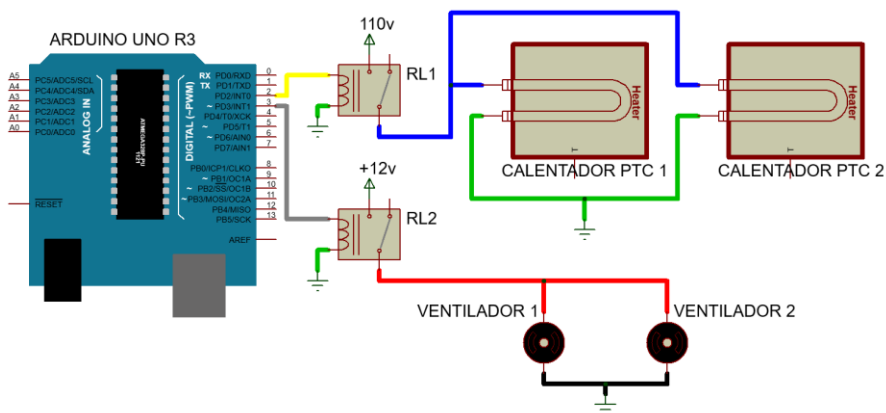 ARDUINO UNO R3
A5
A4
A3
A2
A1
A0
PC5/ADC5/SCL
PC4/ADC4/SDA
PC3/ADC3
PC2/ADC2
PC1/ADC1
PC0/ADC0
ANALOG IN
RESET
ATMEGA328P-PU
1121
DIGITAL (~PWM)
RX PD0/RXD 0
TX PD1/TXD 1
PD2/INT0 2
~ PD3/INT1 3
PD4/T0/XCK 4
~ PD5/T1 5
~ PD6/AIN0 6
PD7/AIN1 7
PB0/ICP1/CLKO 8
~ PB1/OC1A 9
~ PB2/SS/OC1B 10
~ PB3/MOSI/OC2A 11
PB4/MISO 12
PB5/SCK 13
AREF
110v
RL1
+12v
RL2
Heater
T
CALENTADOR PTC 1
Heater
T
CALENTADOR PTC 2
VENTILADOR 1
VENTILADOR 2